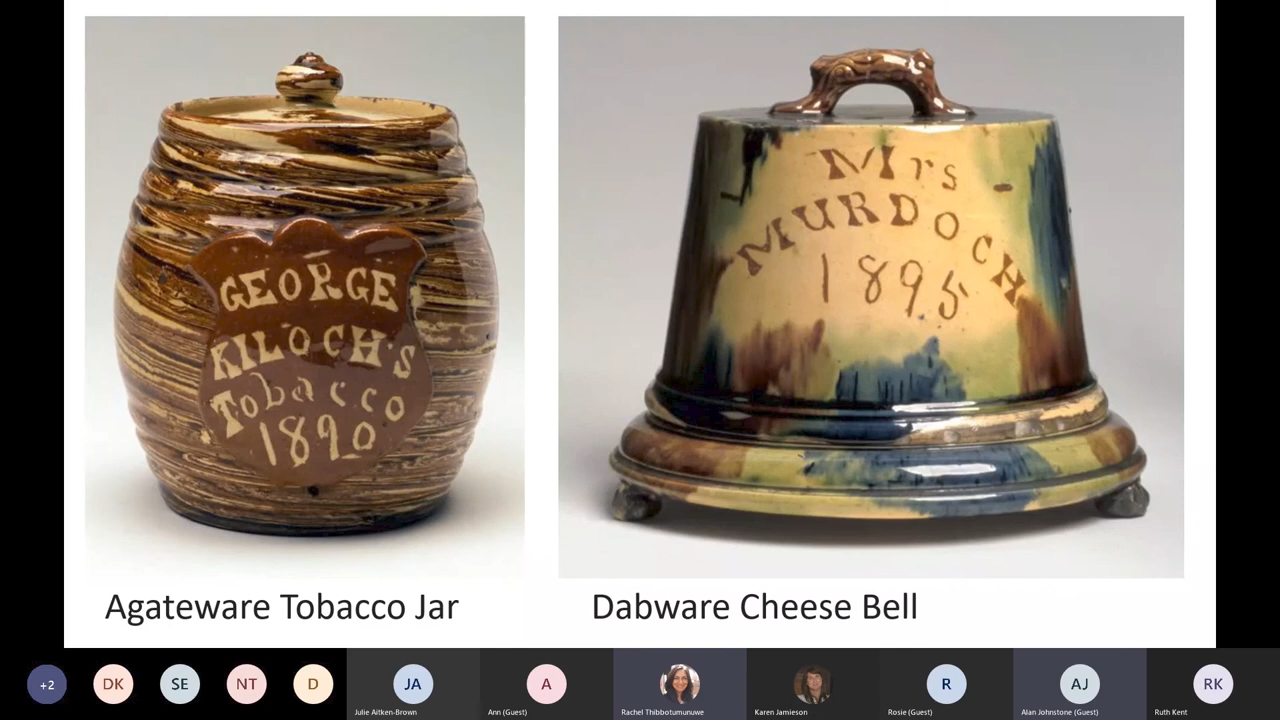 GEORGE
KILOCH'S
Tobacco
1890
Mrs
MURDOCH
1895
Agateware Tobacco Jar
Dabware Cheese Bell
+2
DK
SE
NT
D
JA
A
R
AJ
RK
Julie Aitken-Brown
Ann (Guest)
Rachel Thibbotumunuwe
Karen Jamieson
Rosie (Guest)
Alan Johnstone (Guest)
Ruth Kent